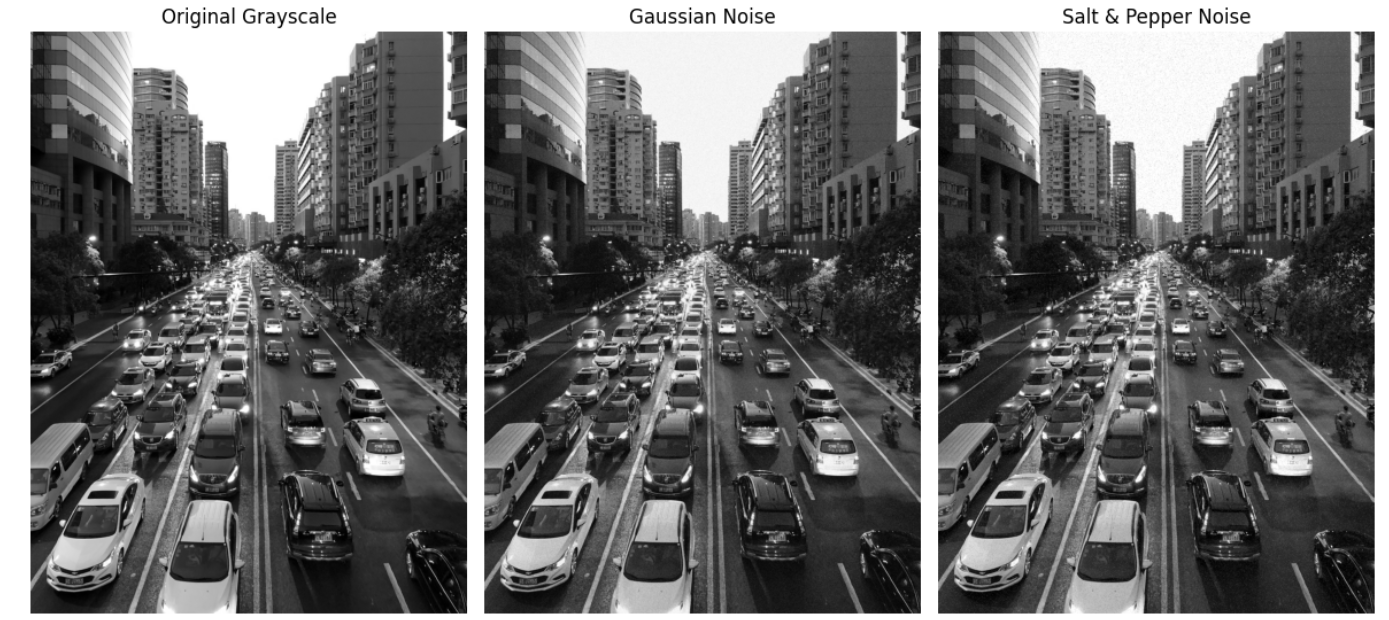 Original Grayscale
Gaussian Noise
Salt & Pepper Noise